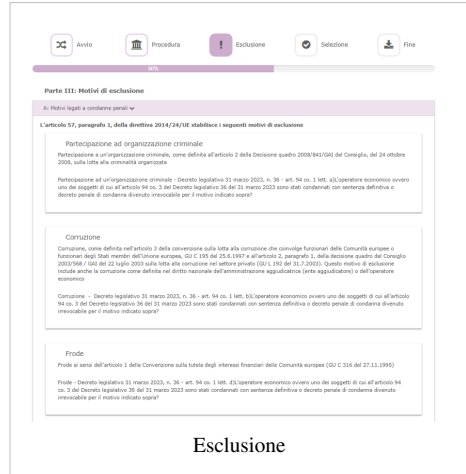 Avvio
Procedura
Esclusione
Selezione
Fine
60%
Parte III: Motivi di esclusione
A: Motivi legati a condanne penali
L'articolo 57, paragrafo 1, della direttiva 2014/24/UE stabilisce i seguenti motivi di esclusione
Partecipazione ad organizzazione criminale
Partecipazione a un'organizzazione criminale, come definita all'articolo 2 della Decisione quadro 2008/841/GAI del Consiglio, del 24 ottobre
2008, sulla lotta alla criminalità organizzata
Partecipazione ad un'organizzazione criminale - Decreto legislativo 31 marzo 2023, n. 36 - art. 94 co. 1 lett. a)L'operatore economico ovvero
uno dei soggetti di cui all'articolo 94 co. 3 del Decreto legislativo 36 del 31 marzo 2023 sono stati condannati con sentenza definitiva o
decreto penale di condanna divenuto irrevocabile per il motivo indicato sopra?
Corruzione
Corruzione, come definita nell'articolo 3 della convenzione sulla lotta alla corruzione che coinvolge funzionari delle Comunità europee o
funzionari degli Stati membri dell'Unione europea, GU C 195 del 25.6.1997 e all'articolo 2, paragrafo 1, della decisione quadro del Consiglio
2003/568 / GAI del 22 luglio 2003 sulla lotta alla corruzione nel settore privato (GU L 192 del 31.7.2003). Questo motivo di esclusione
include anche la corruzione come definita nel diritto nazionale dell'amministrazione aggiudicatrice (ente aggiudicatore) o dell'operatore
economico
Corruzione - Decreto legislativo 31 marzo 2023, n. 36 - art. 94 co. 1 lett. b)L'operatore economico ovvero uno dei soggetti di cui all'articolo
94 co. 3 del Decreto legislativo 36 del 31 marzo 2023 sono stati condannati con sentenza definitiva o decreto penale di condanna divenuto
irrevocabile per il motivo indicato sopra?
Frode
Frode ai sensi dell'articolo 1 della Convenzione sulla tutela degli interessi finanziari delle Comunità europee (GU C 316 del 27.11.1995)
Frode - Decreto legislativo 31 marzo 2023, n. 36 - art. 94 co. 1 lett. d)L'operatore economico ovvero uno dei soggetti di cui all'articolo 94
co. 3 del Decreto legislativo 36 del 31 marzo 2023 sono stati condannati con sentenza definitiva o decreto penale di condanna divenuto
irrevocabile per il motivo indicato sopra?
Esclusione